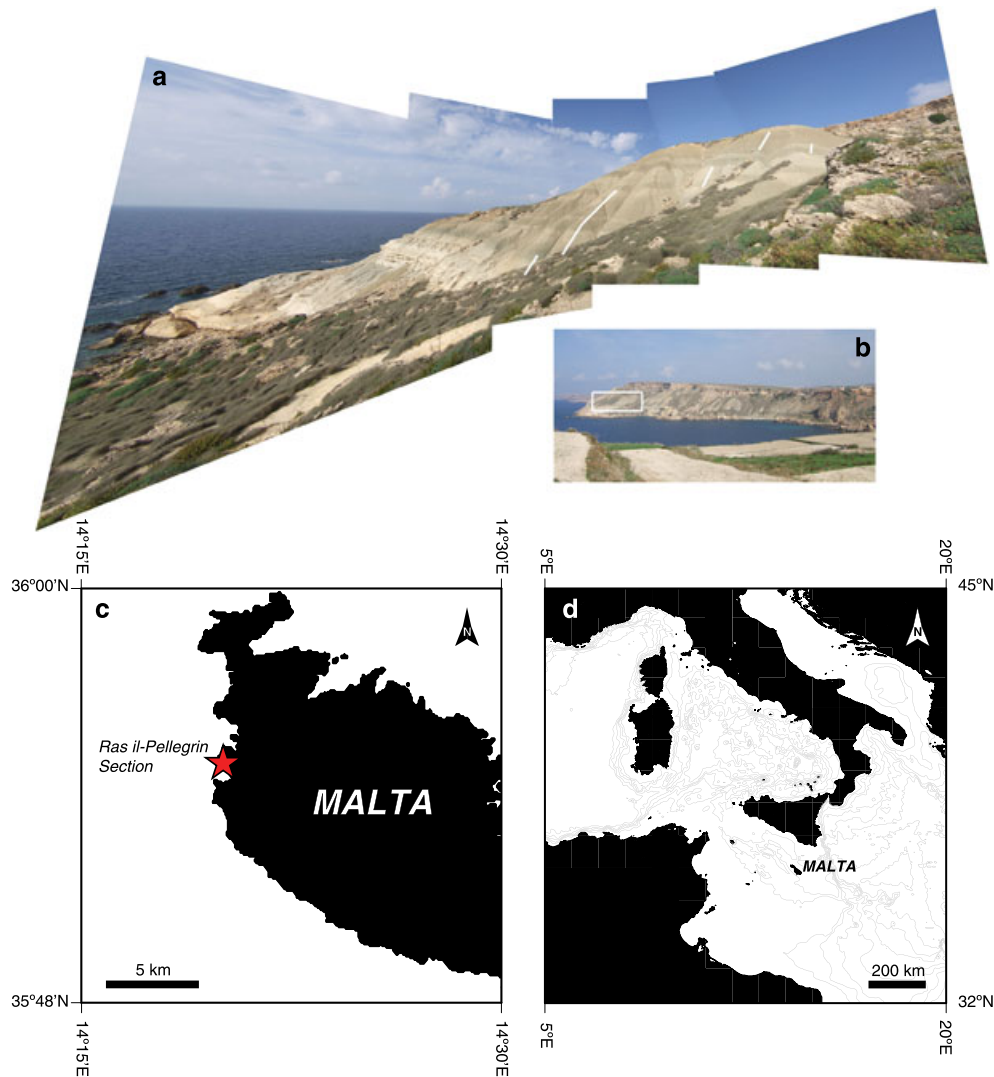 a
b
14°15'E
14°30'E
5°E
20°E
36°00'N
45°N
c
N
d
N
Ras il-Pellegrin
Section
MALTA
MALTA
5 km
200 km
35°48'N
32°N
14°15'E
14°30'E
5°E
20°E